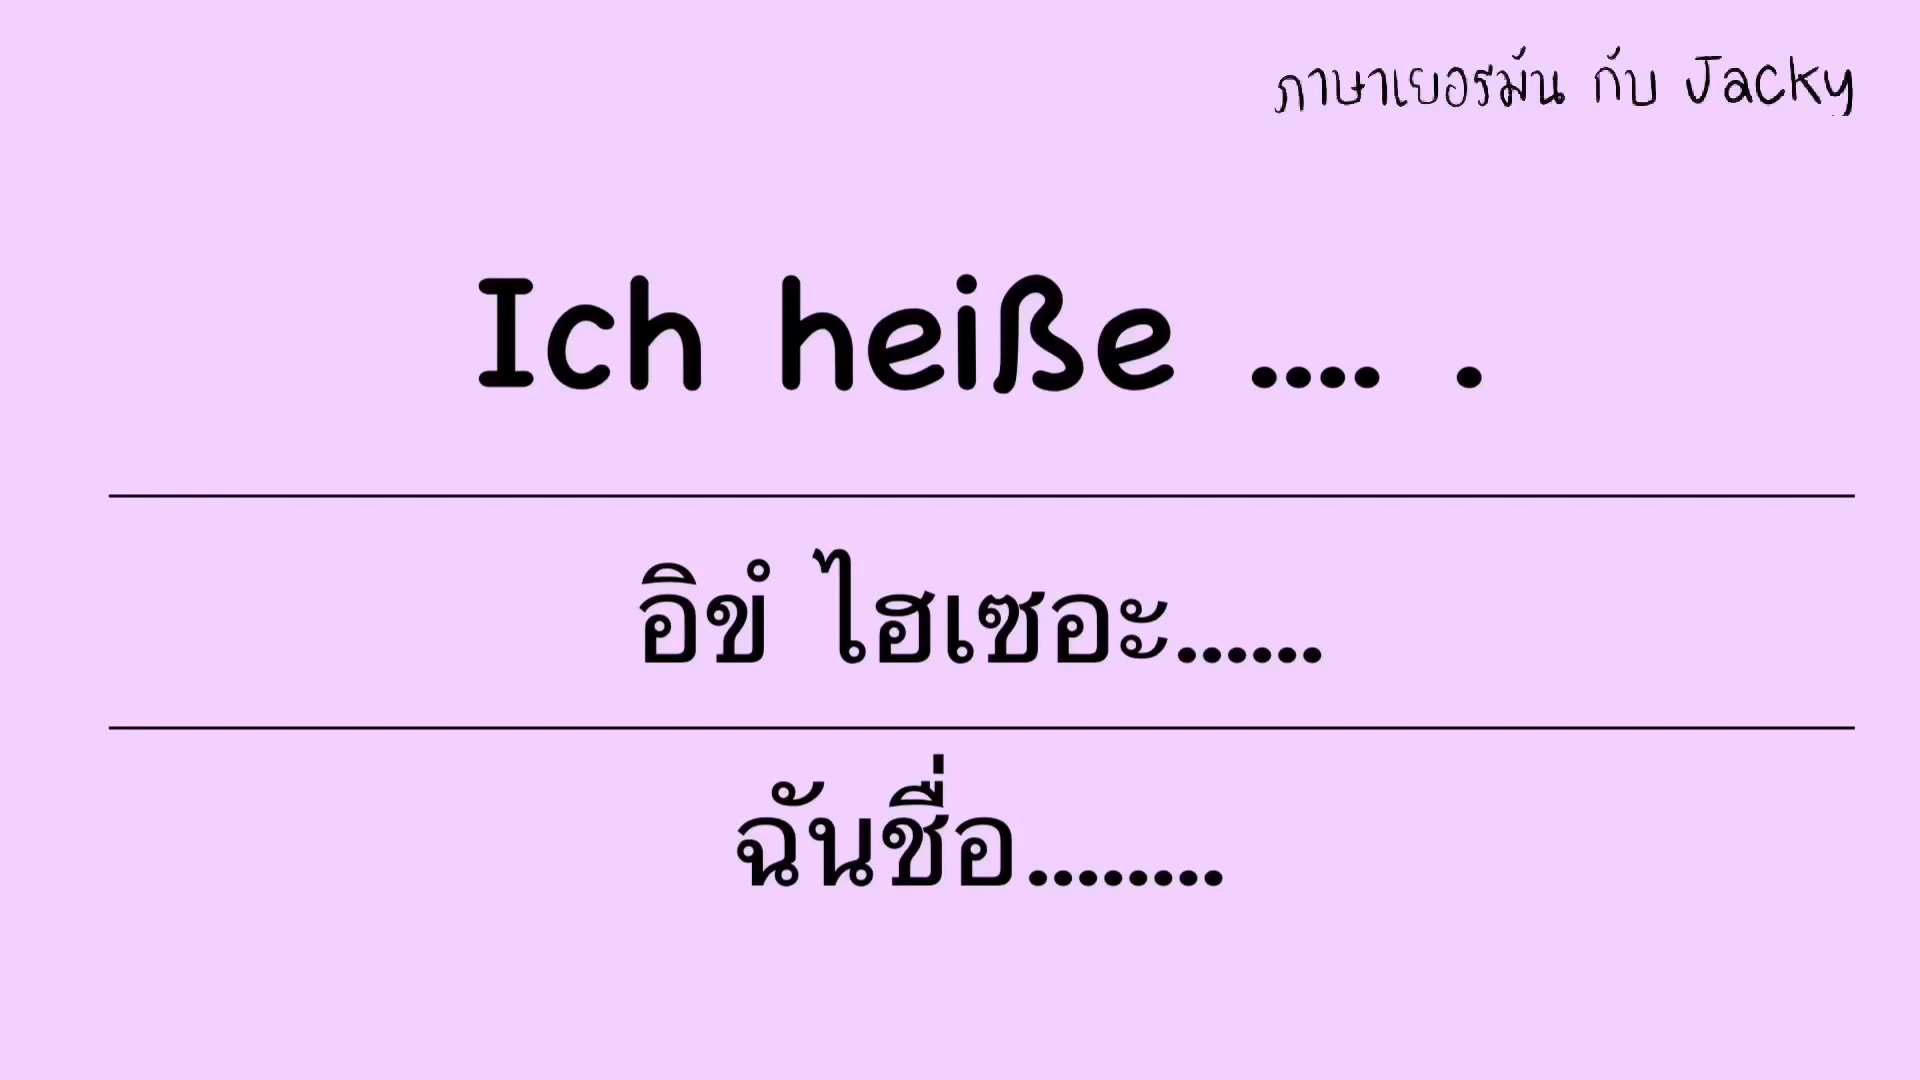 ภาษาเยอรมัน กับ Jacky
Ich heiße .... .
อิขํ ไฮเซอะ......
ฉันชื่อ........